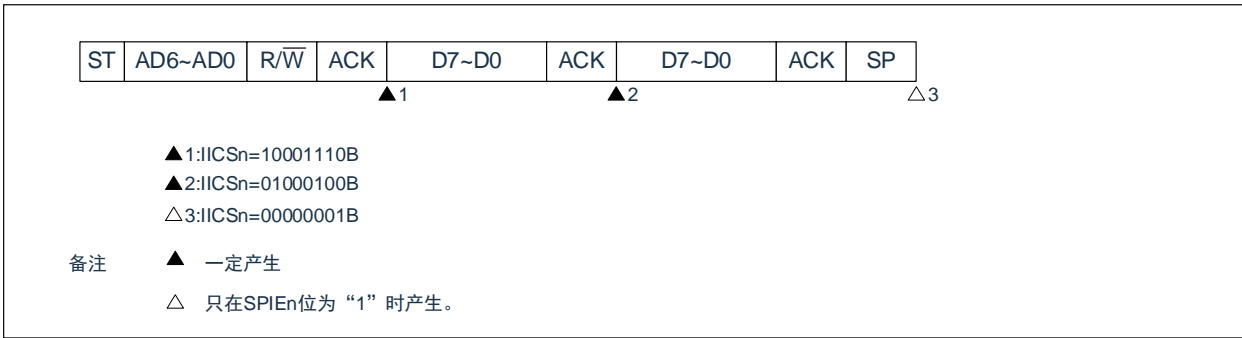 ST AD6~AD0 R/W̅ ACK D7~D0 ACK D7~D0 ACK SP
▲1 ▲2 △3
▲1:IICSn=10001110B
▲2:IICSn=01000100B
△3:IICSn=00000001B
备注 ▲ 一定产生
△ 只在SPIEn位为“1”时产生。